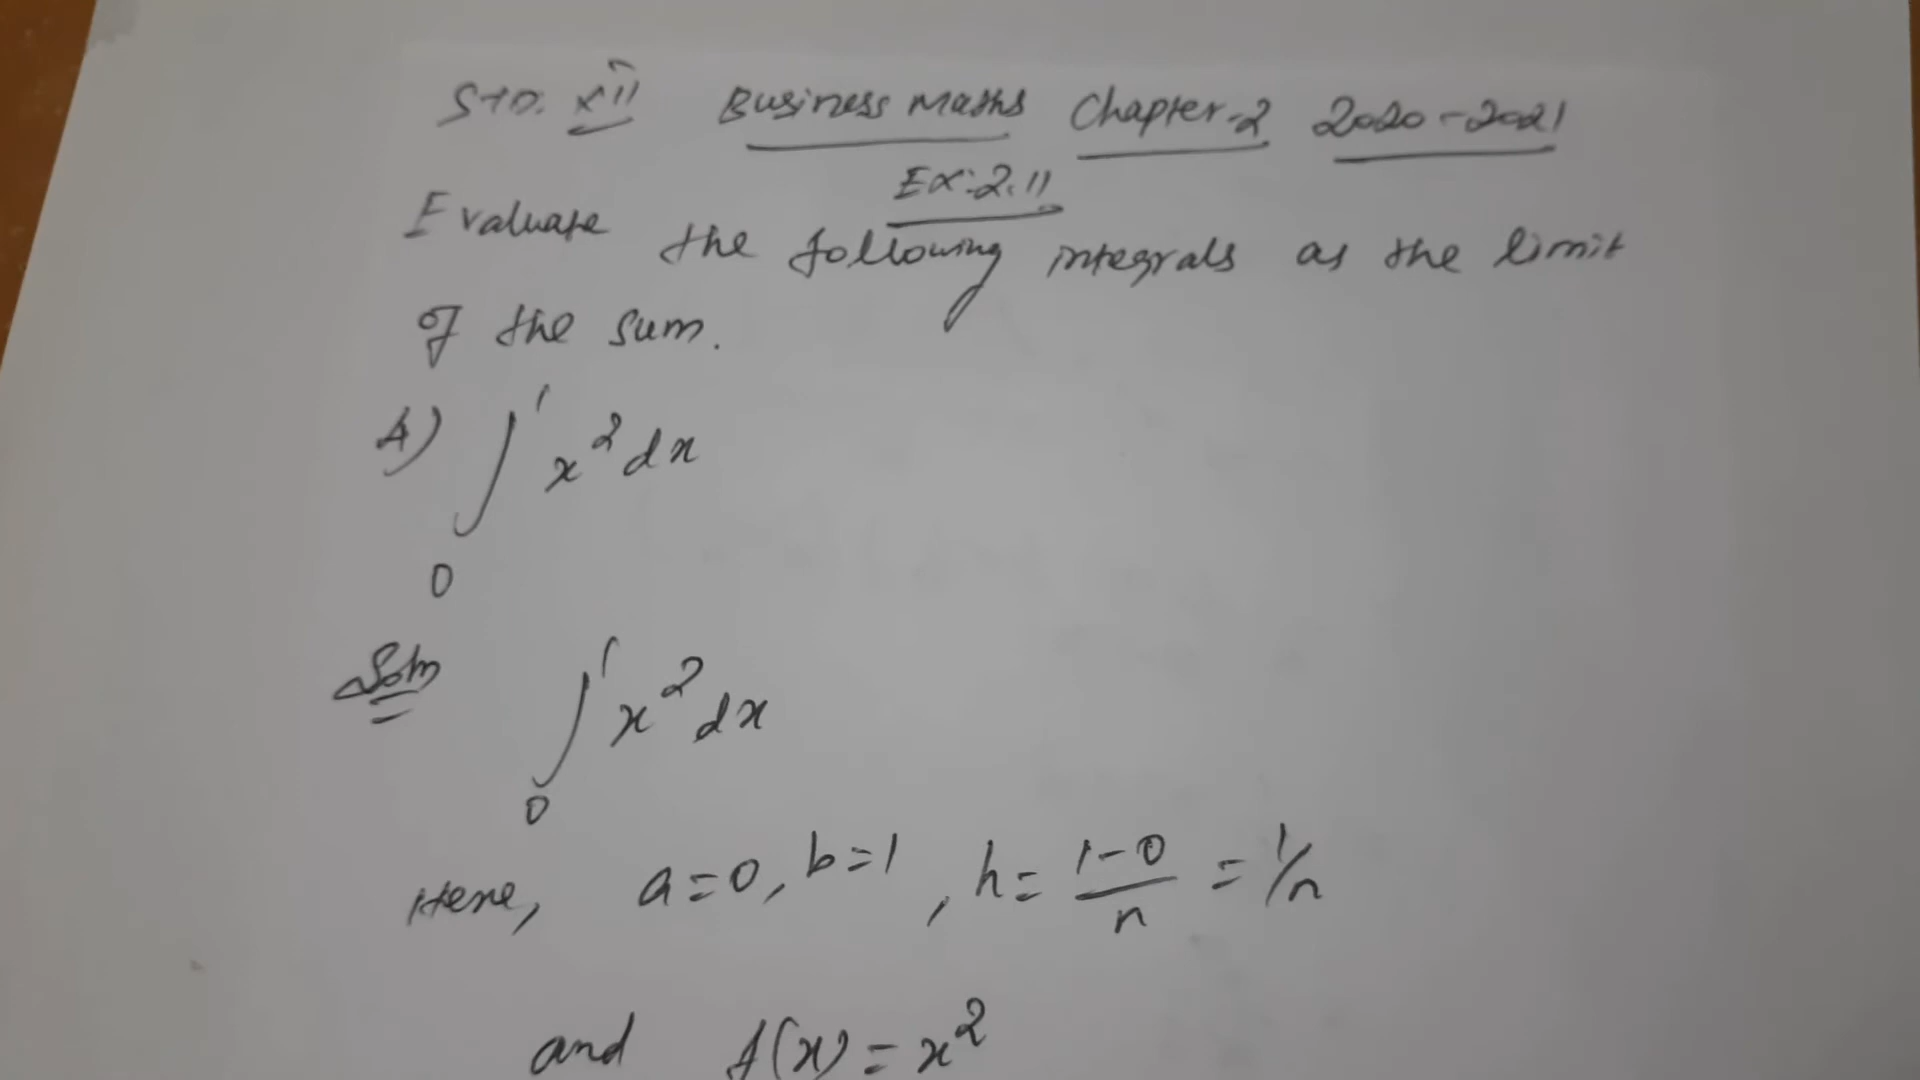 STD. XII Business Maths Chapter-2 2020-2021
Ex:2.11
Evaluate the following integrals as the limit
of the sum.
4) ∫₀¹ x² dx
Soln ∫₀¹ x² dx
Here, a=0, b=1, h= (1-0)/n = 1/n
and f(x) = x²